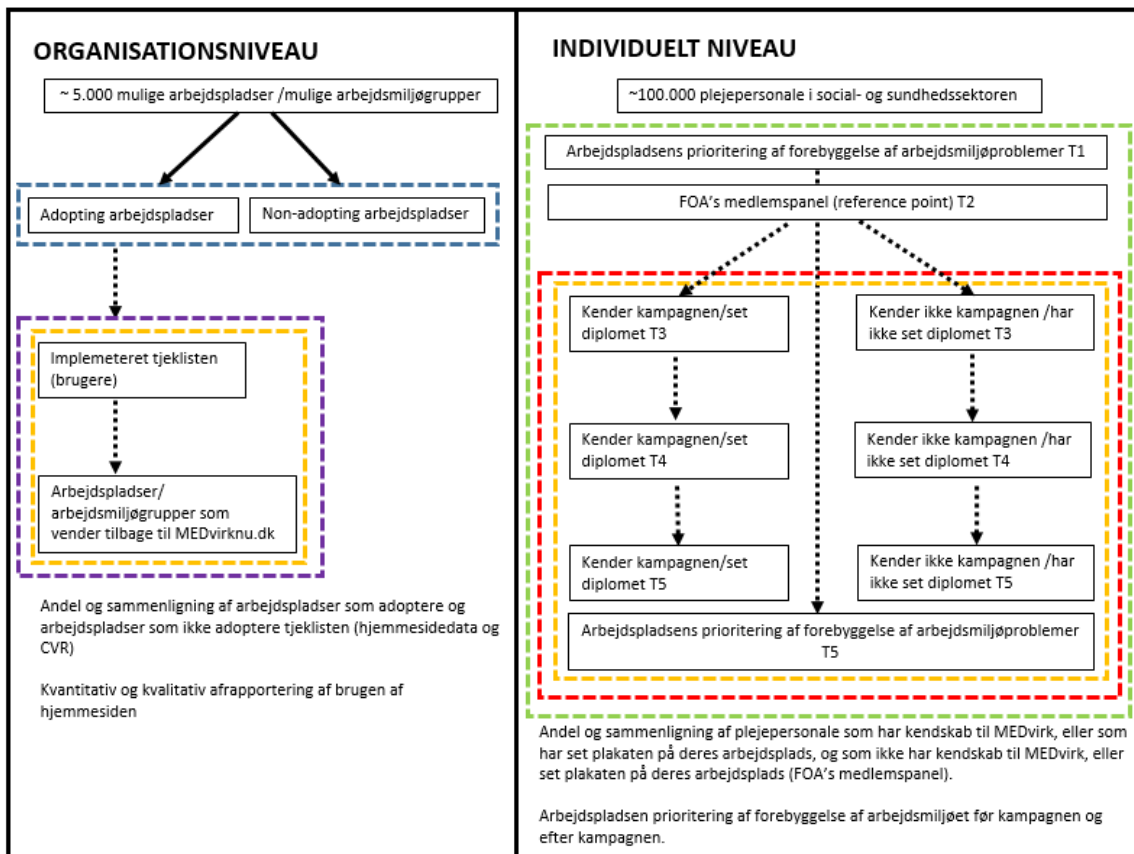 ORGANISATIONSNIVEAU
~ 5.000 mulige arbejdspladser /mulige arbejdsmiljøgrupper
Adopting arbejdspladser
Non-adopting arbejdspladser
Implemeteret tjeklisten
(brugere)
Arbejdspladser/
arbejdsmiljøgrupper som
vender tilbage til MEDvirknu.dk
Andel og sammenligning af arbejdspladser som adoptere og
arbejdspladser som ikke adoptere tjeklisten (hjemmesidedata og
CVR)
Kvantitativ og kvalitativ afrapportering af brugen af
hjemmesiden
INDIVIDUELT NIVEAU
~100.000 plejepersonale i social- og sundhedssektoren
Arbejdspladsens prioritering af forebyggelse af arbejdsmiljøproblemer T1
FOA's medlemspanel (reference point) T2
Kender kampagnen/set
diplomet T3
Kender ikke kampagnen /har
ikke set diplomet T3
Kender kampagnen/set
diplomet T4
Kender ikke kampagnen /har
ikke set diplomet T4
Kender kampagnen/set
diplomet T5
Kender ikke kampagnen /har
ikke set diplomet T5
Arbejdspladsens prioritering af forebyggelse af arbejdsmiljøproblemer
T5
Andel og sammenligning af plejepersonale som har kendskab til MEDvirk, eller som
har set plakaten på deres arbejdsplads, og som ikke har kendskab til MEDvirk, eller
set plakaten på deres arbejdsplads (FOA's medlemspanel).
Arbejdspladsen prioritering af forebyggelse af arbejdsmiljøet før kampagnen og
efter kampagnen.